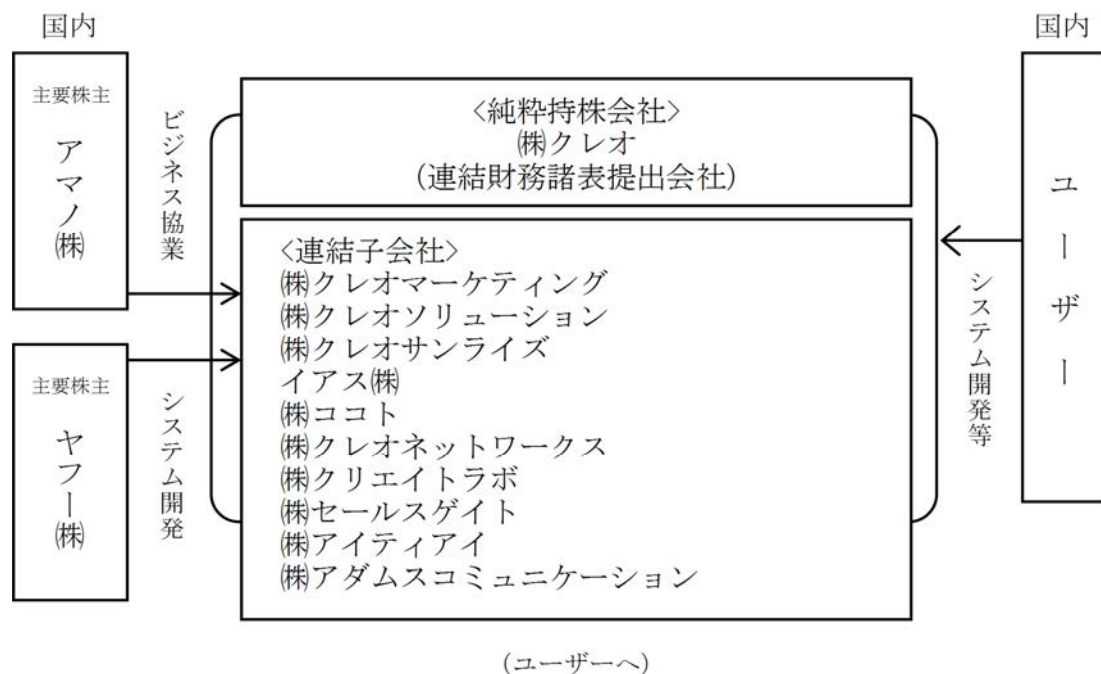 国内
主要株主
アマノ㈱
ビジネス協業
主要株主
ヤフー㈱
システム開発
<純粋持株会社>
㈱クレオ
(連結財務諸表提出会社)
<連結子会社>
㈱クレオマーケティング
㈱クレオソリューション
㈱クレオサンライズ
イアス㈱
㈱ココト
㈱クレオネットワークス
㈱クリエイトラボ
㈱セールスゲイト
㈱アイティアイ
㈱アダムスコミュニケーション
国内
ユーザー
システム開発等
(ユーザーへ)